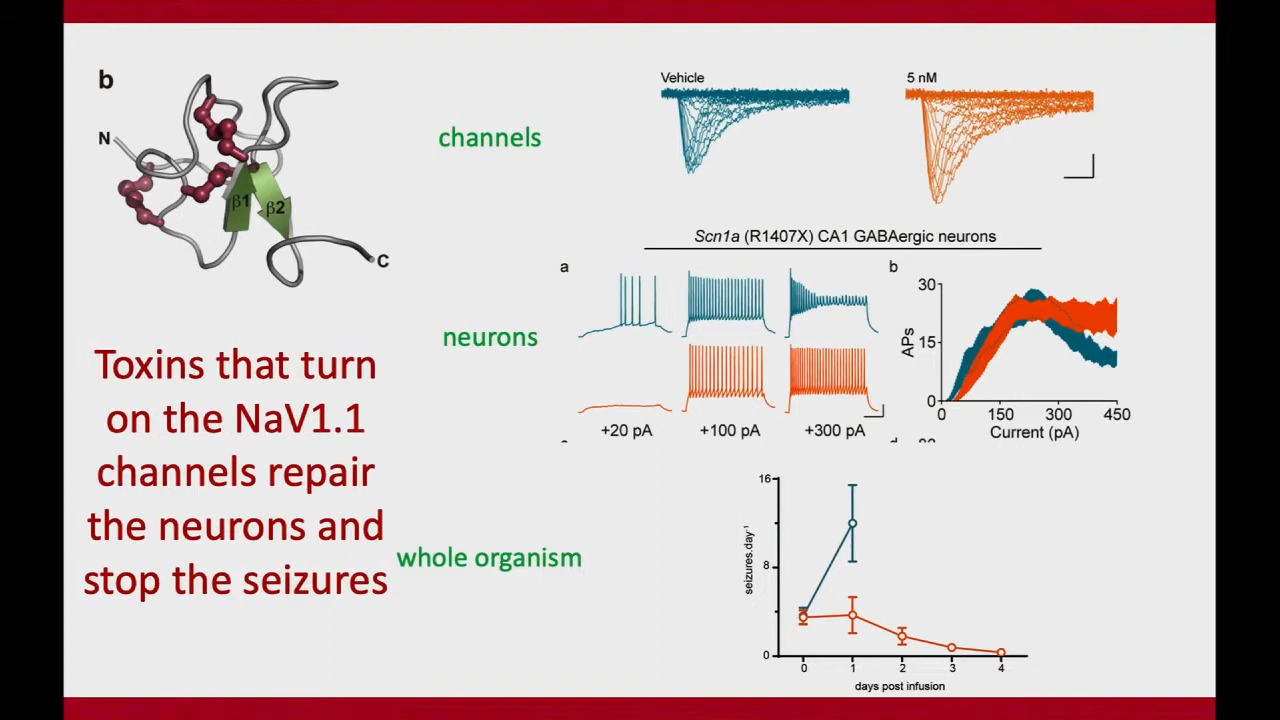 b
N
β1
β2
C
Toxins that turn
on the NaV1.1
channels repair
the neurons and
stop the seizures
channels
neurons
whole organism
Vehicle
5 nM
Scn1a (R1407X) CA1 GABAergic neurons
a
+20 pA
+100 pA
+300 pA
b
30
15
0
APs
0
150
300
450
Current (pA)
16
8
0
seizures.day⁻¹
0
1
2
3
4
days post infusion